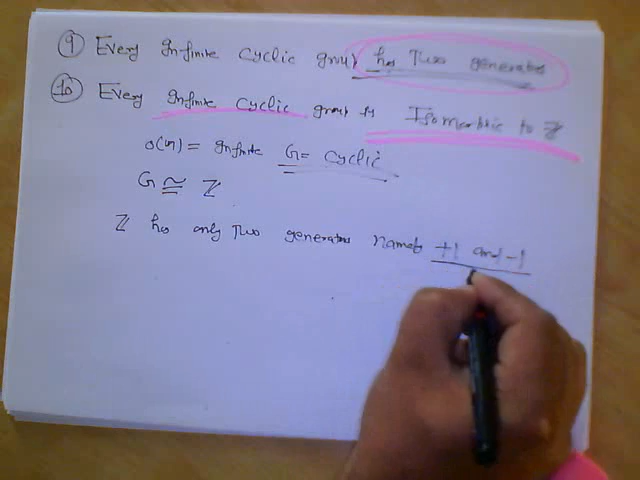 9) Every Infinite Cyclic group has Two generators
10) Every Infinite Cyclic group is Isomorphic to Z
o(G) = Infinite G = Cyclic
G ≅ Z
Z has only Two generators namely +1 and -1